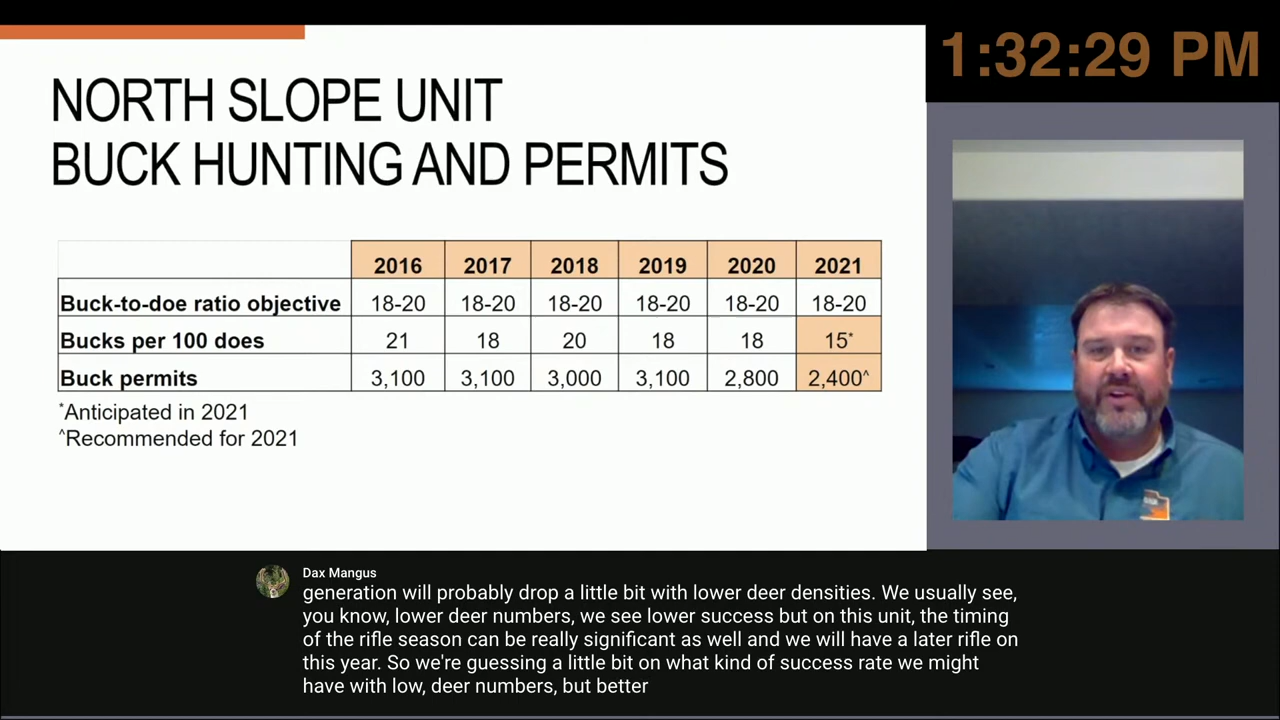 1:32:29 PM
NORTH SLOPE UNIT
BUCK HUNTING AND PERMITS
2016 2017 2018 2019 2020 2021
Buck-to-doe ratio objective 18-20 18-20 18-20 18-20 18-20 18-20
Bucks per 100 does 21 18 20 18 18 15*
Buck permits 3,100 3,100 3,000 3,100 2,800 2,400^
*Anticipated in 2021
^Recommended for 2021
Dax Mangus
generation will probably drop a little bit with lower deer densities. We usually see,
you know, lower deer numbers, we see lower success but on this unit, the timing
of the rifle season can be really significant as well and we will have a later rifle on
this year. So we're guessing a little bit on what kind of success rate we might
have with low, deer numbers, but better